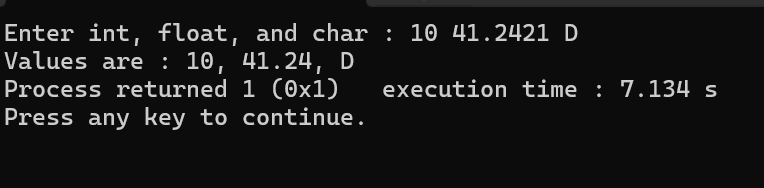 Enter int, float, and char : 10 41.2421 D
Values are : 10, 41.24, D
Process returned 1 (0x1)   execution time : 7.134 s
Press any key to continue.